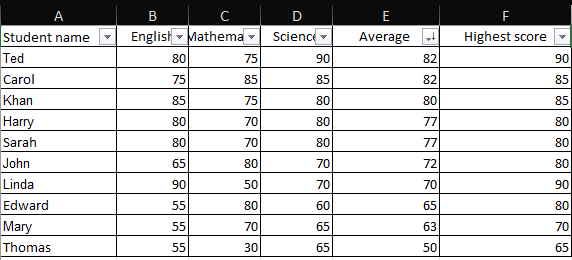 A B C D E F
Student name English Mathema Science Average Highest score
Ted 80 75 90 82 90
Carol 75 85 85 82 85
Khan 85 75 80 80 85
Harry 80 70 80 77 80
Sarah 80 70 80 77 80
John 65 80 70 72 80
Linda 90 50 70 70 90
Edward 55 80 60 65 80
Mary 55 70 65 63 70
Thomas 55 30 65 50 65